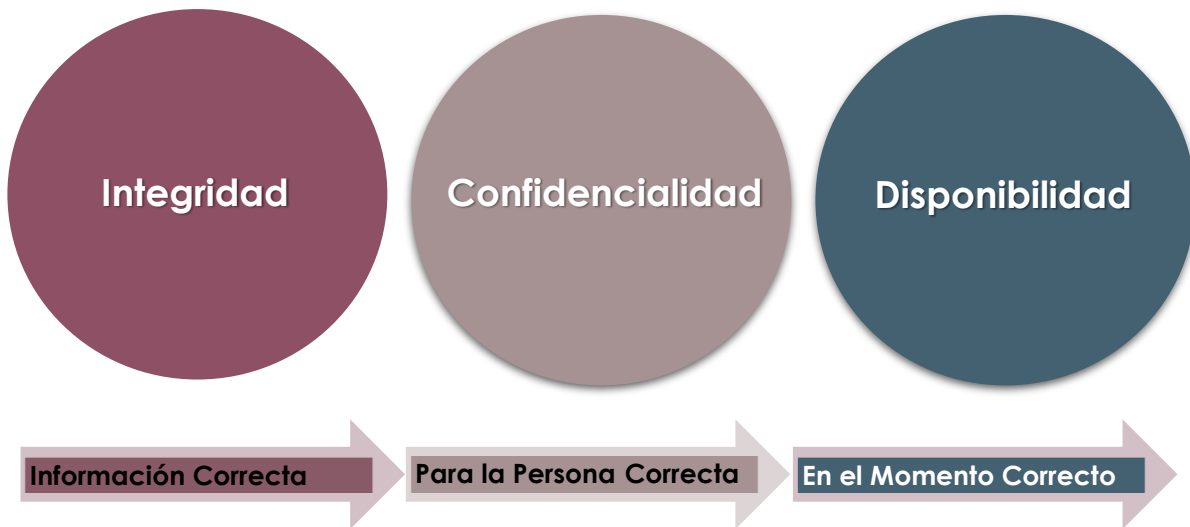 Integridad
Confidencialidad
Disponibilidad
Información Correcta
Para la Persona Correcta
En el Momento Correcto